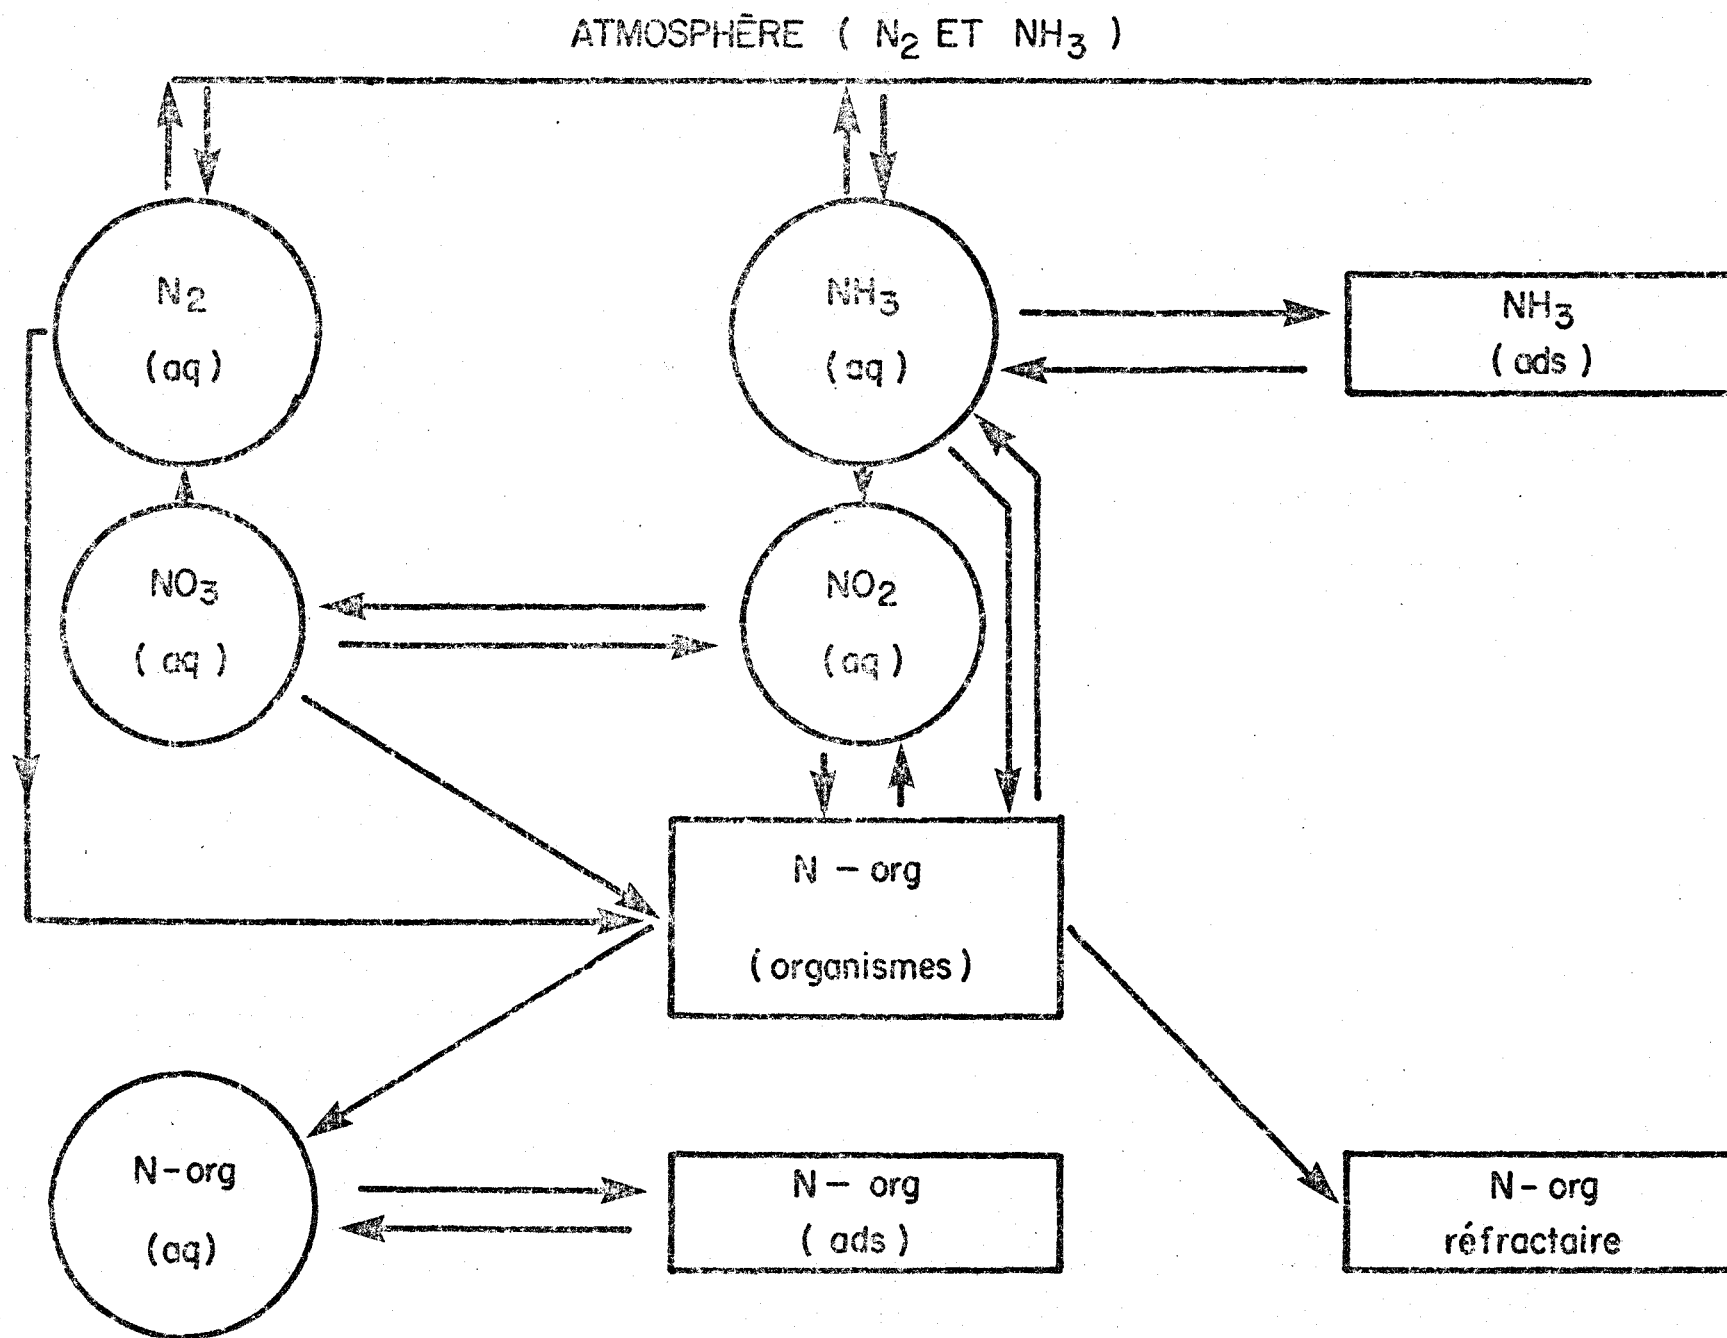 ATMOSPHĒRE ( N₂ ET NH₃ )
N₂
(aq)
NH₃
(aq)
NH₃
(ads)
NO₃
(aq)
NO₂
(aq)
N-org
(organismes)
N-org
(aq)
N-org
(ads)
N-org
réfractaire